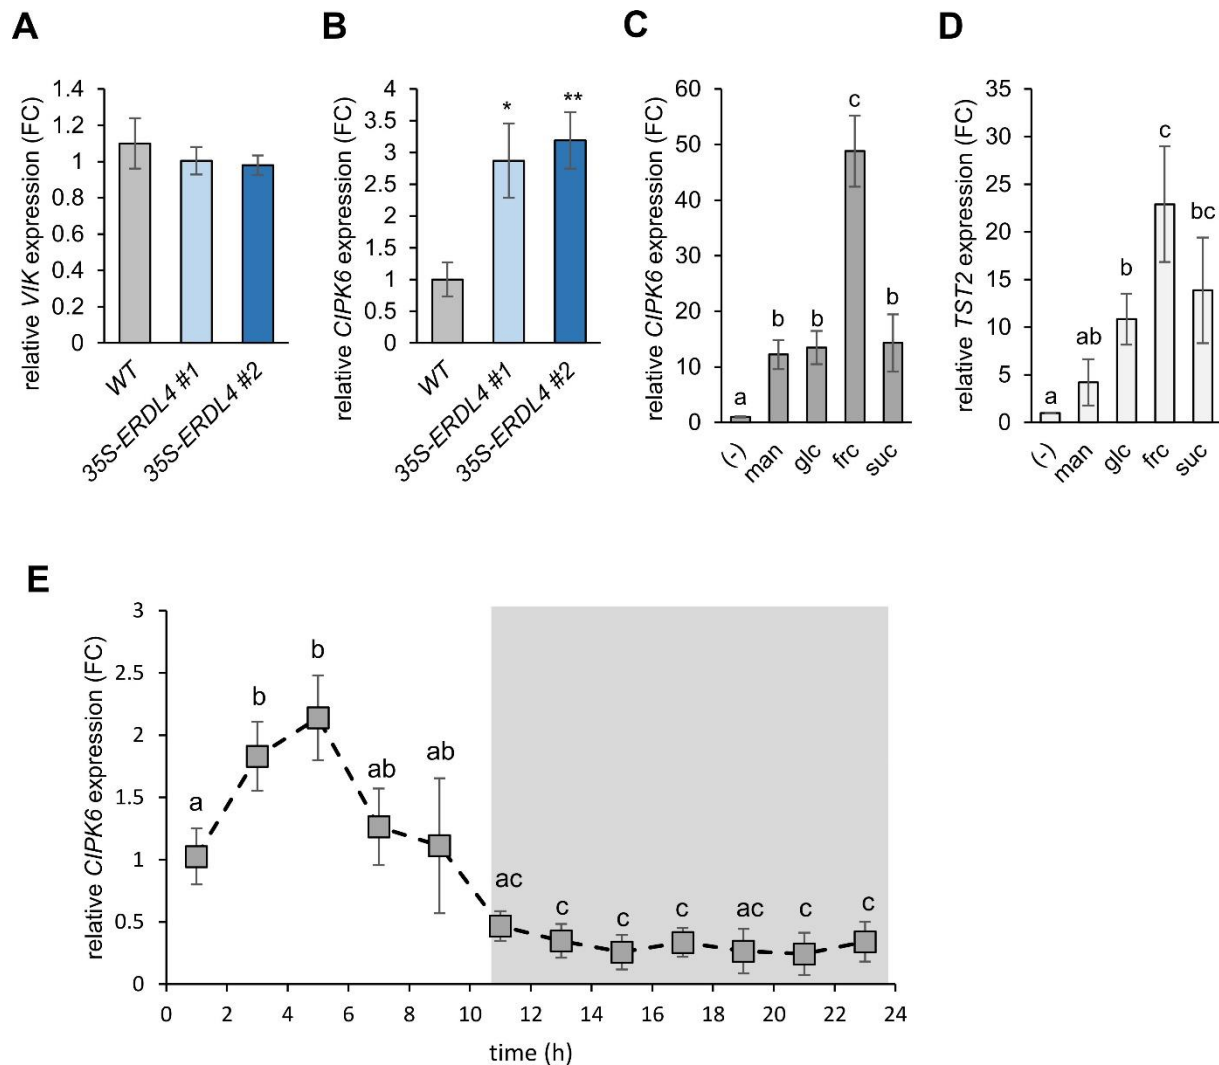 A
relative VIK expression (FC)
1.4
1.2
1
0.8
0.6
0.4
0.2
0
WT
35S-ERDL4 #1
35S-ERDL4 #2
B
relative CIPK6 expression (FC)
4
3.5
3
2.5
2
1.5
1
0.5
0
*
**
WT
35S-ERDL4 #1
35S-ERDL4 #2
C
relative CIPK6 expression (FC)
60
50
40
30
20
10
0
a
b
b
c
b
(-)
man
glc
frc
suc
D
relative TST2 expression (FC)
35
30
25
20
15
10
5
0
a
ab
b
c
bc
(-)
man
glc
frc
suc
E
relative CIPK6 expression (FC)
3
2.5
2
1.5
1
0.5
0
a
b
b
ab
ab
ac
c
c
c
ac
c
c
0 2 4 6 8 10 12 14 16 18 20 22 24
time (h)